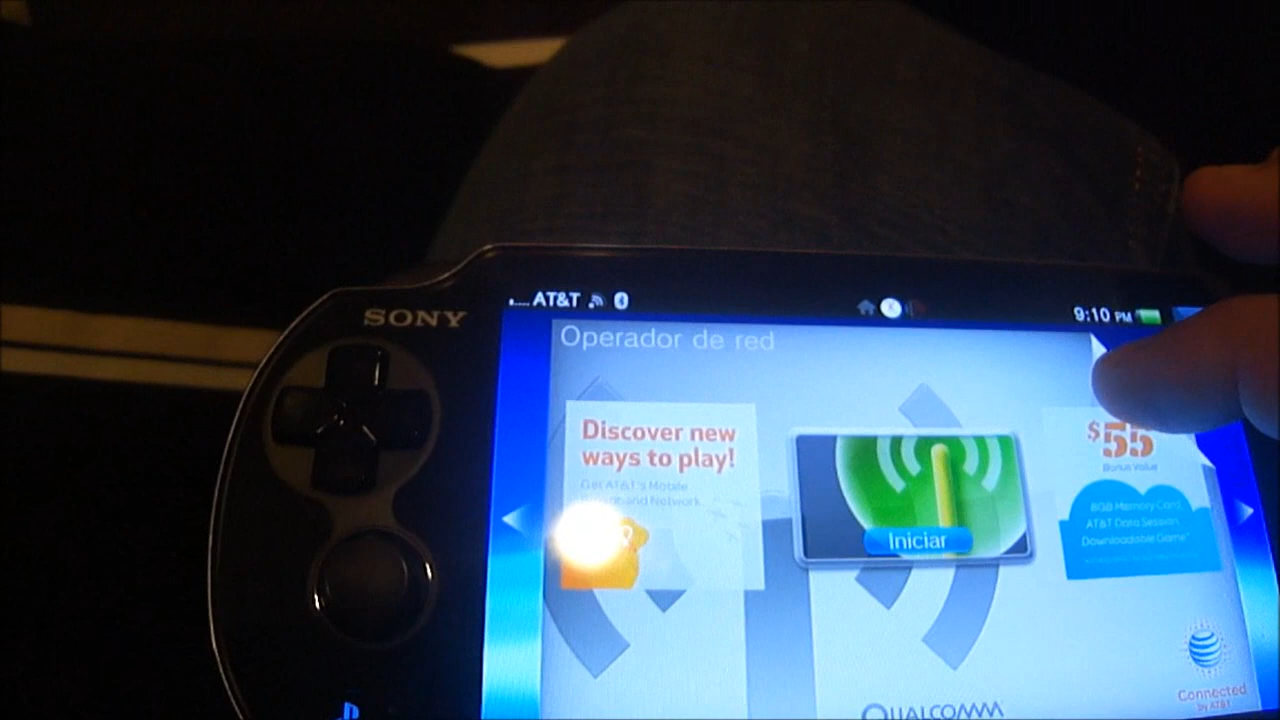 SONY
AT&T
9:10 PM
Operador de red
Discover new
ways to play!
Get AT&T's Mobile
Broadband Network
Iniciar
$55
Bonus Value
8GB Memory Card,
AT&T Data Session,
Downloadable Game*
Connected
by AT&T
QUALCOMM